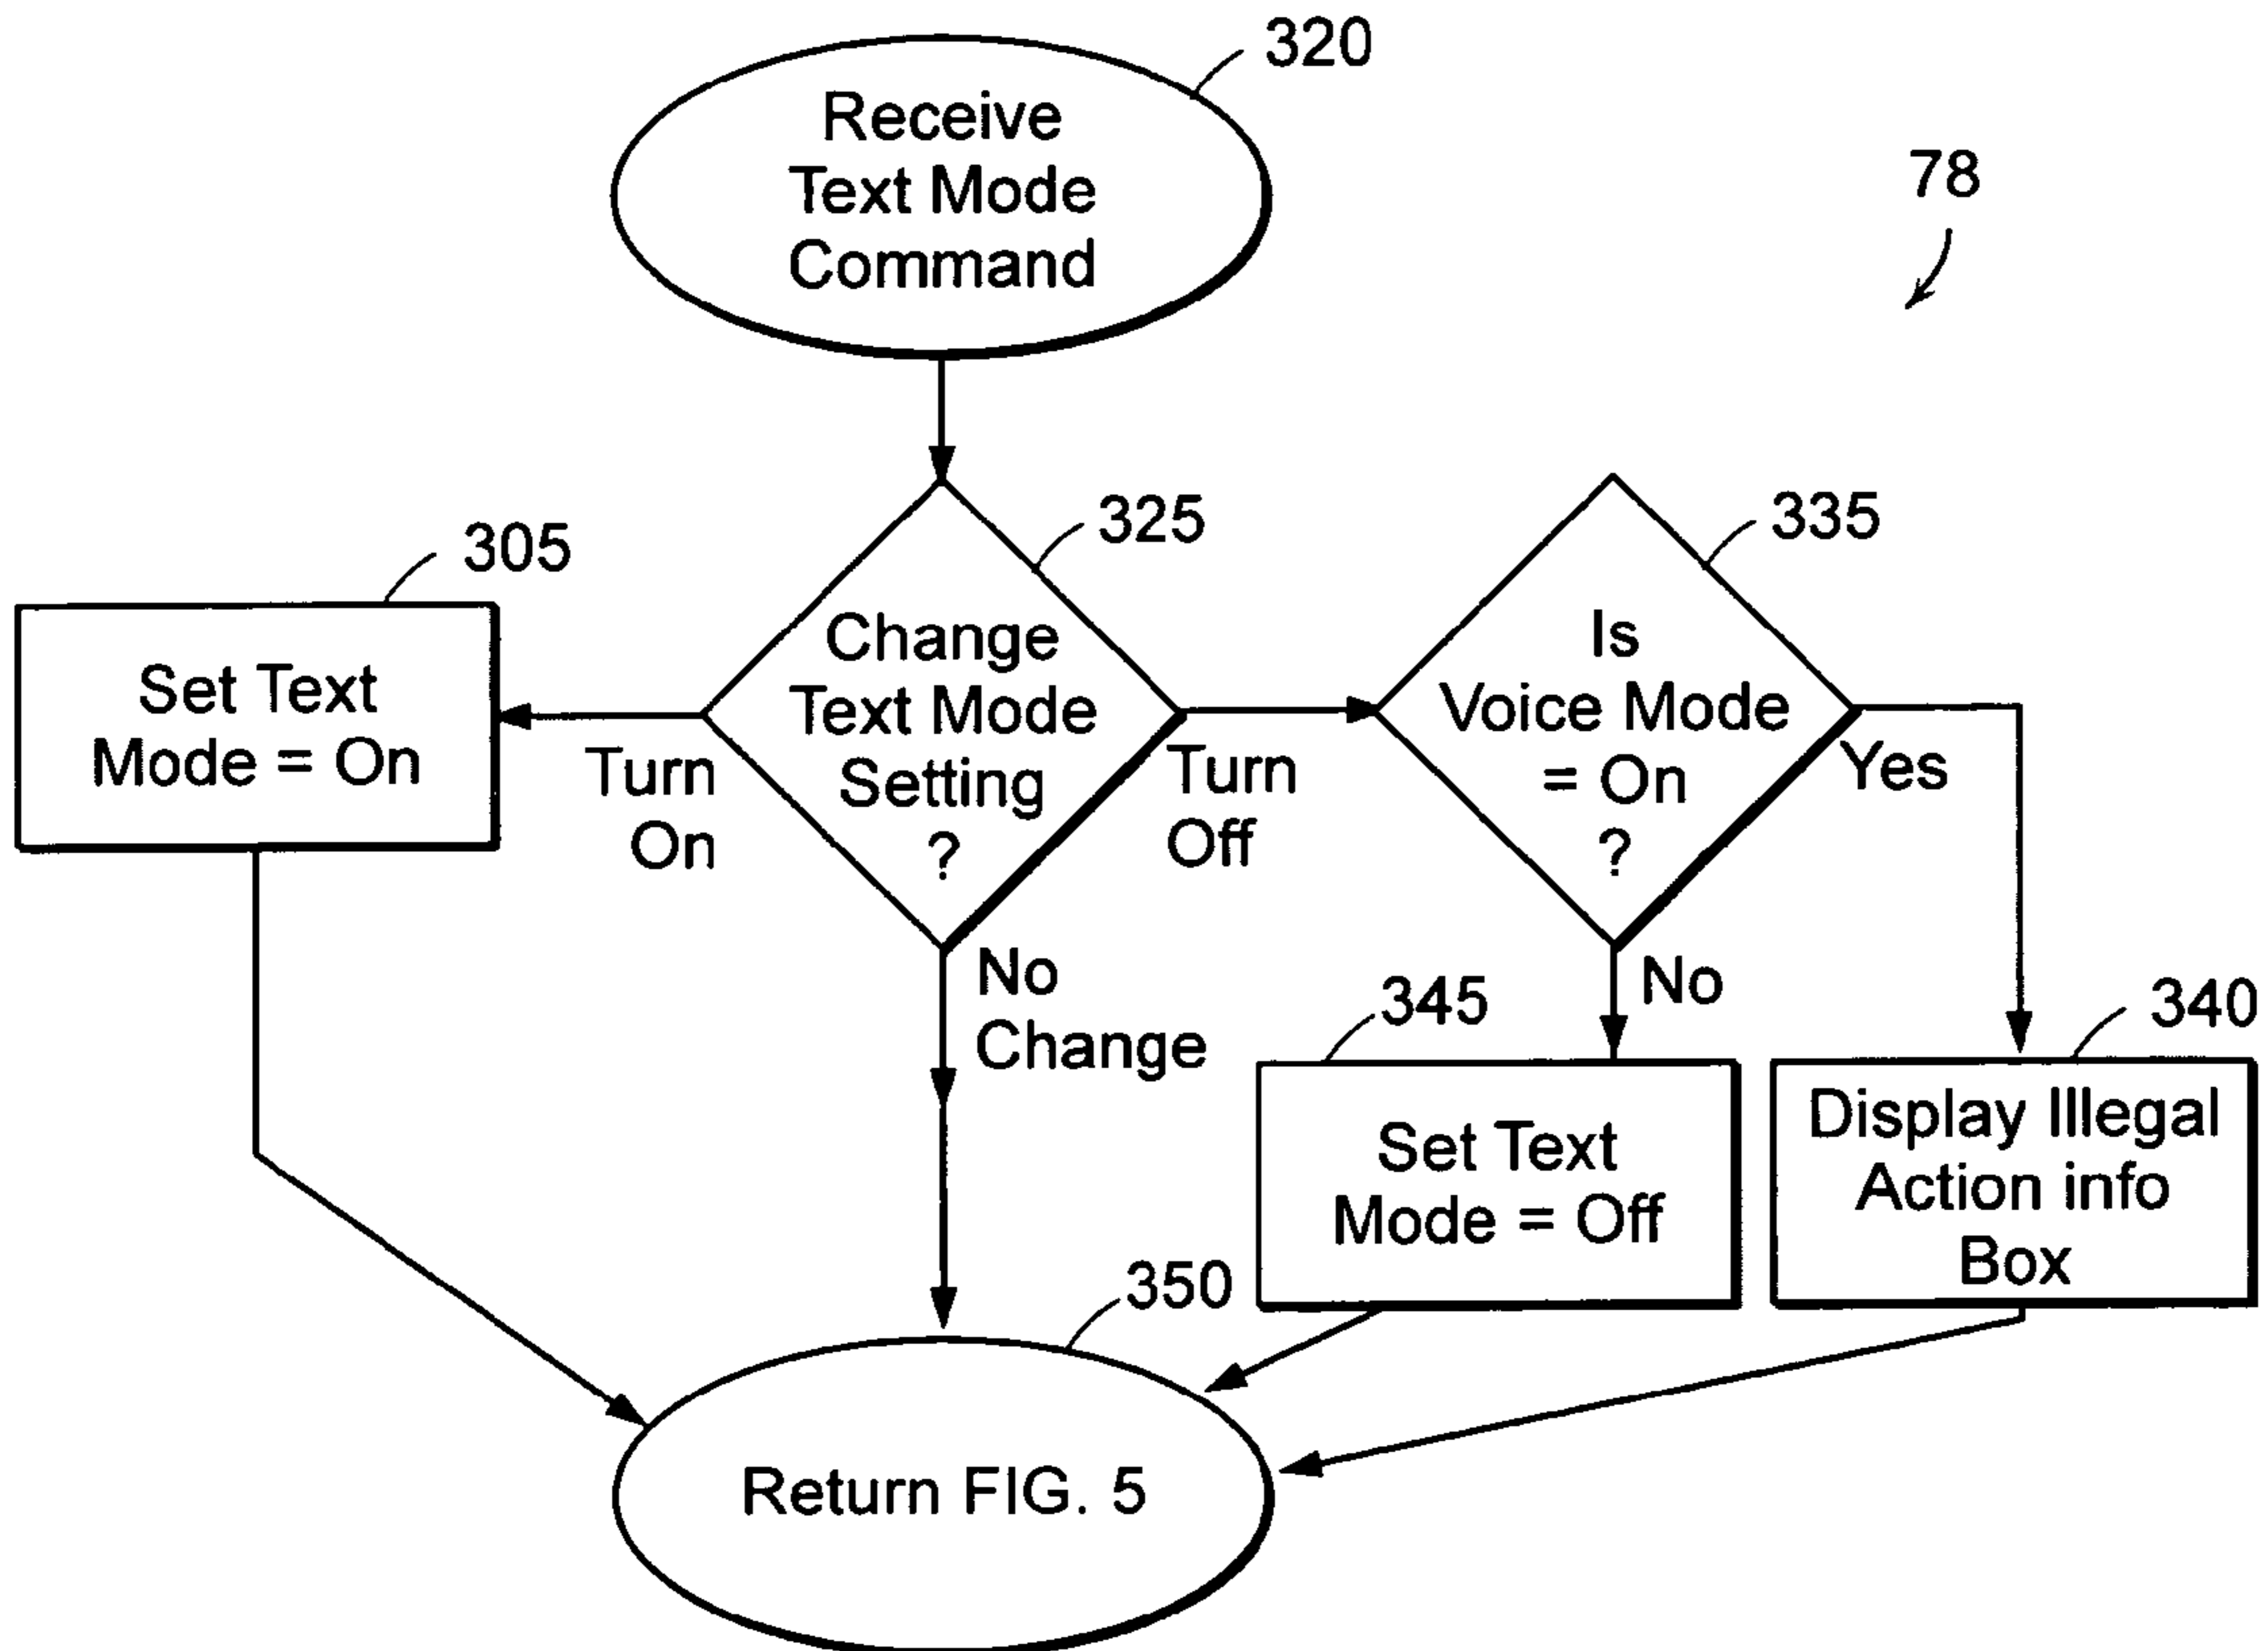 320
Receive
Text Mode
Command
78
305
Set Text
Mode = On
325
Change
Text Mode
Setting
?
Turn
On
Turn
Off
No
Change
335
Is
Voice Mode
= On
?
Yes
No
345
Set Text
Mode = Off
340
Display Illegal
Action info
Box
350
Return FIG. 5